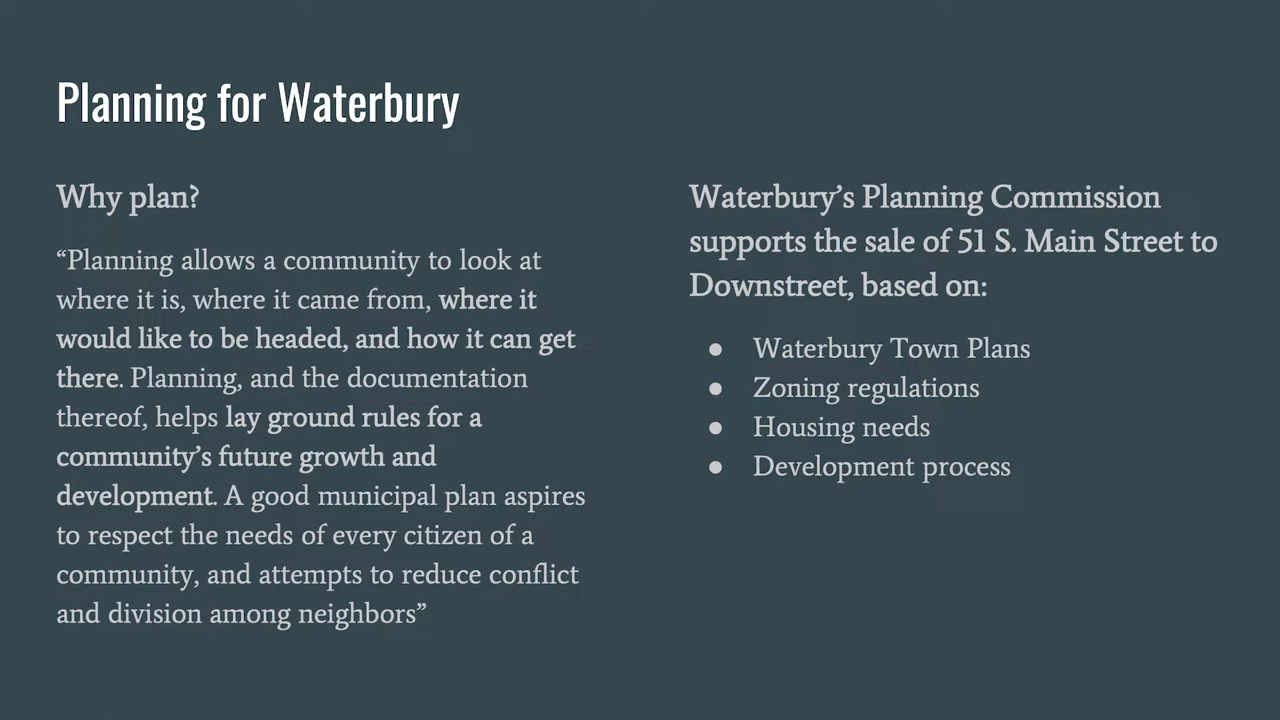 Planning for Waterbury
Why plan?
“Planning allows a community to look at
where it is, where it came from, where it
would like to be headed, and how it can get
there. Planning, and the documentation
thereof, helps lay ground rules for a
community’s future growth and
development. A good municipal plan aspires
to respect the needs of every citizen of a
community, and attempts to reduce conflict
and division among neighbors”
Waterbury’s Planning Commission
supports the sale of 51 S. Main Street to
Downstreet, based on:
● Waterbury Town Plans
● Zoning regulations
● Housing needs
● Development process